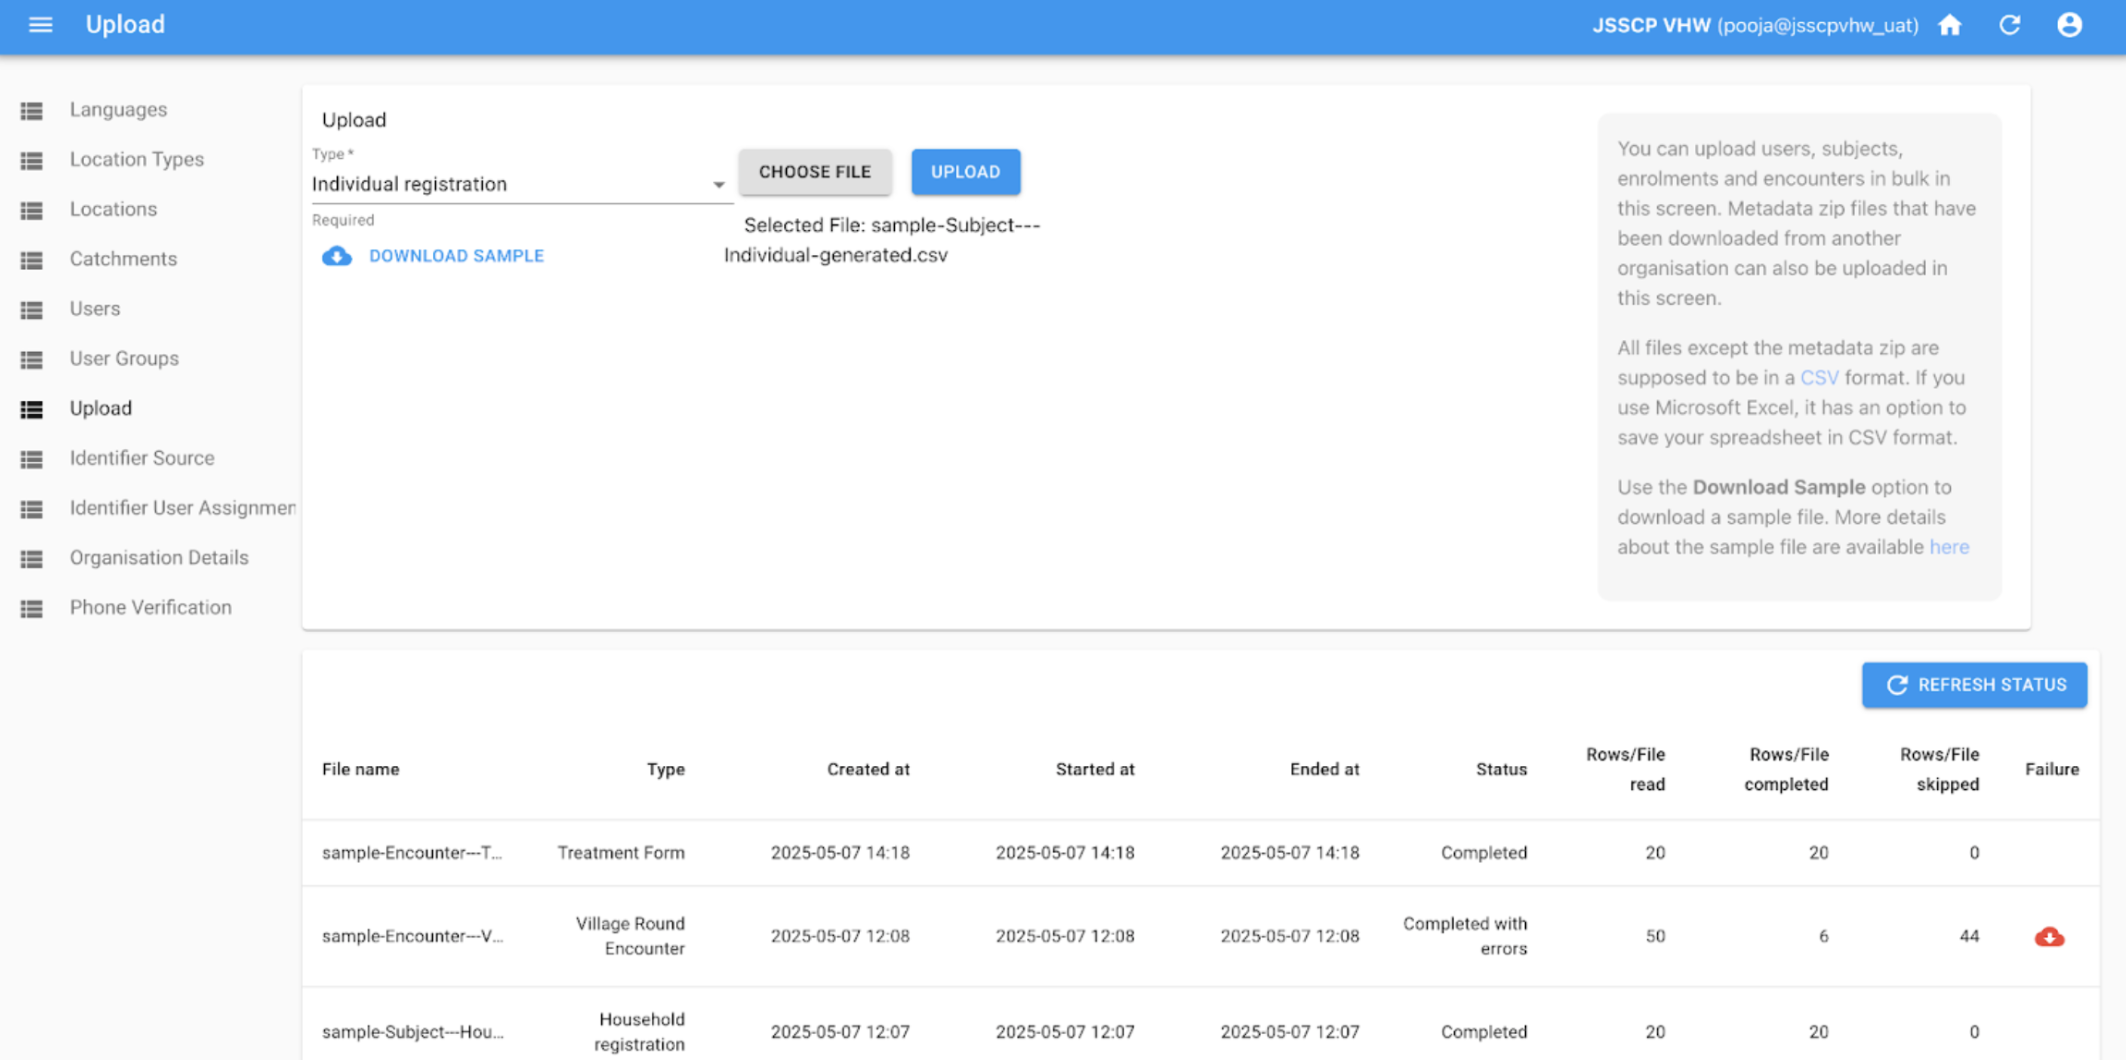 Upload
JSSCP VHW (pooja@jsscpvhw_uat)
Languages
Location Types
Locations
Catchments
Users
User Groups
Upload
Identifier Source
Identifier User Assignmen
Organisation Details
Phone Verification
Upload
Type *
Individual registration
Required
DOWNLOAD SAMPLE
CHOOSE FILE
UPLOAD
Selected File: sample-Subject---
Individual-generated.csv
You can upload users, subjects,
enrolments and encounters in bulk in
this screen. Metadata zip files that have
been downloaded from another
organisation can also be uploaded in
this screen.
All files except the metadata zip are
supposed to be in a CSV format. If you
use Microsoft Excel, it has an option to
save your spreadsheet in CSV format.
Use the Download Sample option to
download a sample file. More details
about the sample file are available here
REFRESH STATUS
File name Type Created at Started at Ended at Status Rows/File read Rows/File completed Rows/File skipped Failure
sample-Encounter---T... Treatment Form 2025-05-07 14:18 2025-05-07 14:18 2025-05-07 14:18 Completed 20 20 0
sample-Encounter---V... Village Round Encounter 2025-05-07 12:08 2025-05-07 12:08 2025-05-07 12:08 Completed with errors 50 6 44
sample-Subject---Hou... Household registration 2025-05-07 12:07 2025-05-07 12:07 2025-05-07 12:07 Completed 20 20 0